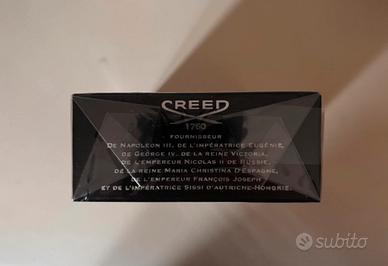 CREED
1760
FOURNISSEUR
DE NAPOLEON III, DE L'IMPÉRATRICE EUGÉNIE,
DE GEORGE IV, DE LA REINE VICTORIA,
DE L'EMPEREUR NICOLAS II DE RUSSIE,
DE LA REINE MARIA CHRISTINA D'ESPAGNE,
DE L'EMPEREUR FRANÇOIS JOSEPH
ET DE L'IMPÉRATRICE SISSI D'AUTRICHE-HONGRIE.
subito